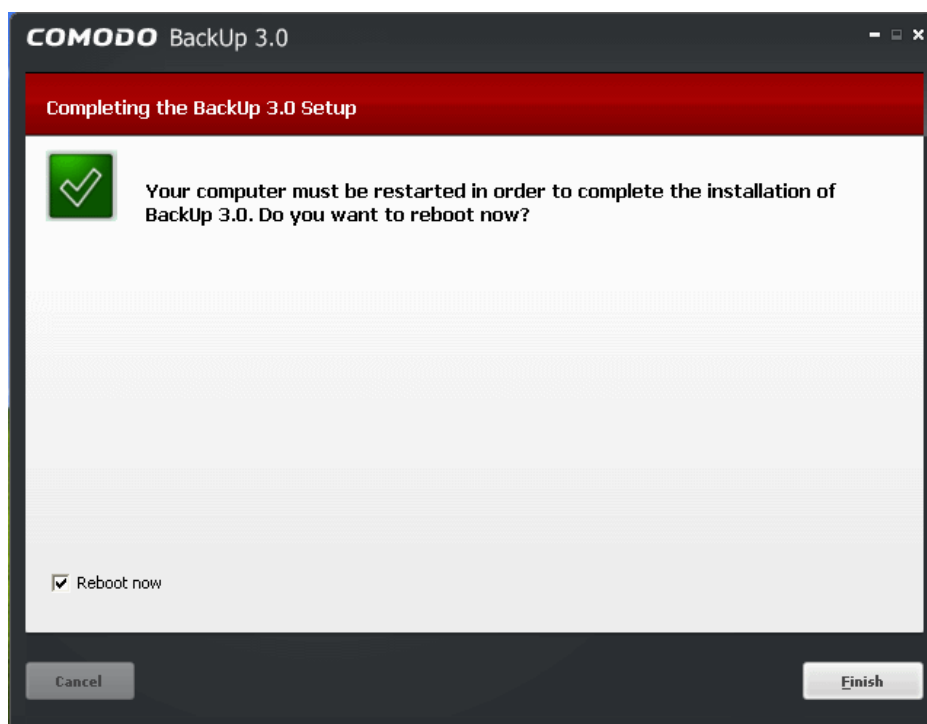 COMODO BackUp 3.0
Completing the BackUp 3.0 Setup
Your computer must be restarted in order to complete the installation of
BackUp 3.0. Do you want to reboot now?
Reboot now
Cancel
Finish